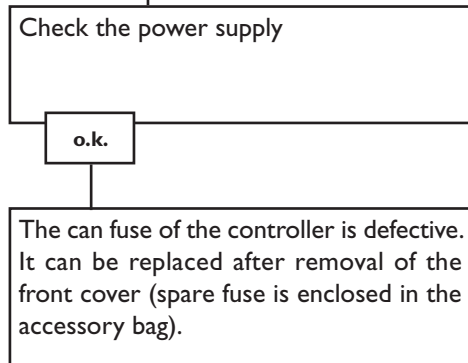 Check the power supply
o.k.
The can fuse of the controller is defective.
It can be replaced after removal of the
front cover (spare fuse is enclosed in the
accessory bag).